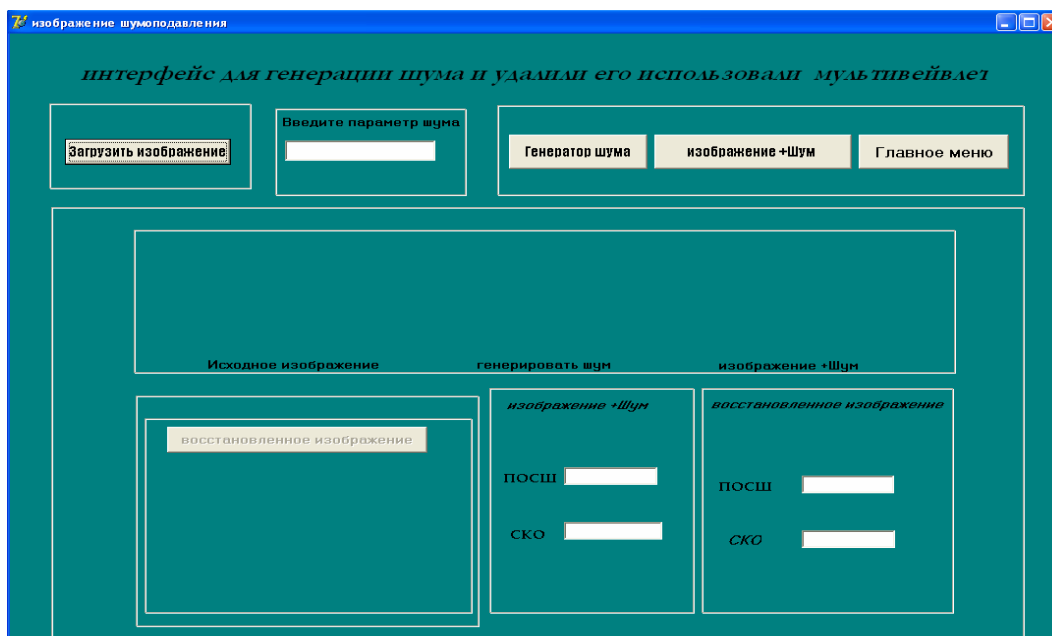 изображение шумоподавления
интерфейс для генерации шума и удалили его использовали мультивейвлет
Загрузить изображение
Введите параметр шума
Генератор шума
изображение +Шум
Главное меню
Исходное изображение
генерировать шум
изображение +Шум
восстановленное изображение
изображение +Шум
ПОСШ
СКО
восстановленное изображение
ПОСШ
СКО